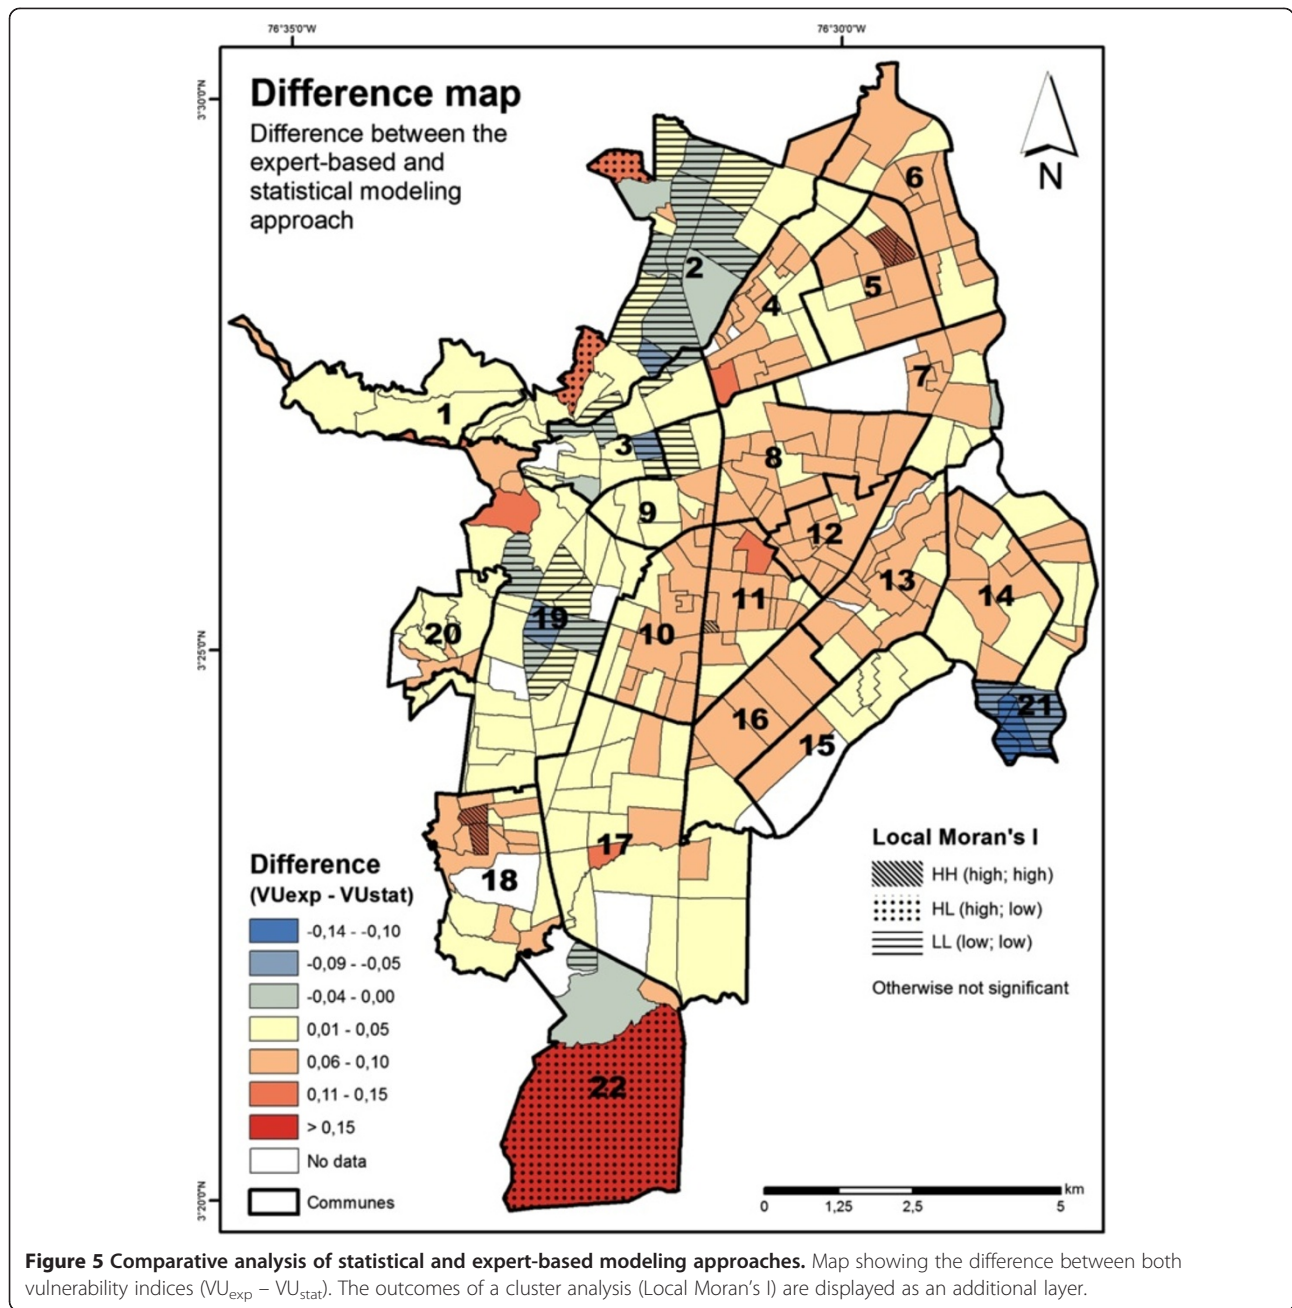 76°35'0"W
76°30'0"W
3°30'0"N
3°25'0"N
3°20'0"N
Difference map
Difference between the
expert-based and
statistical modeling
approach
N
6
2
5
4
7
1
3
8
9
12
13
14
11
10
19
20
21
16
15
17
18
22
Local Moran's I
HH (high; high)
HL (high; low)
LL (low; low)
Otherwise not significant
Difference
(VUexp - VUstat)
-0,14 - -0,10
-0,09 - -0,05
-0,04 - 0,00
0,01 - 0,05
0,06 - 0,10
0,11 - 0,15
> 0,15
No data
Communes
km
0 1,25 2,5 5
Figure 5 Comparative analysis of statistical and expert-based modeling approaches. Map showing the difference between both
vulnerability indices (VUexp – VUstat). The outcomes of a cluster analysis (Local Moran's I) are displayed as an additional layer.